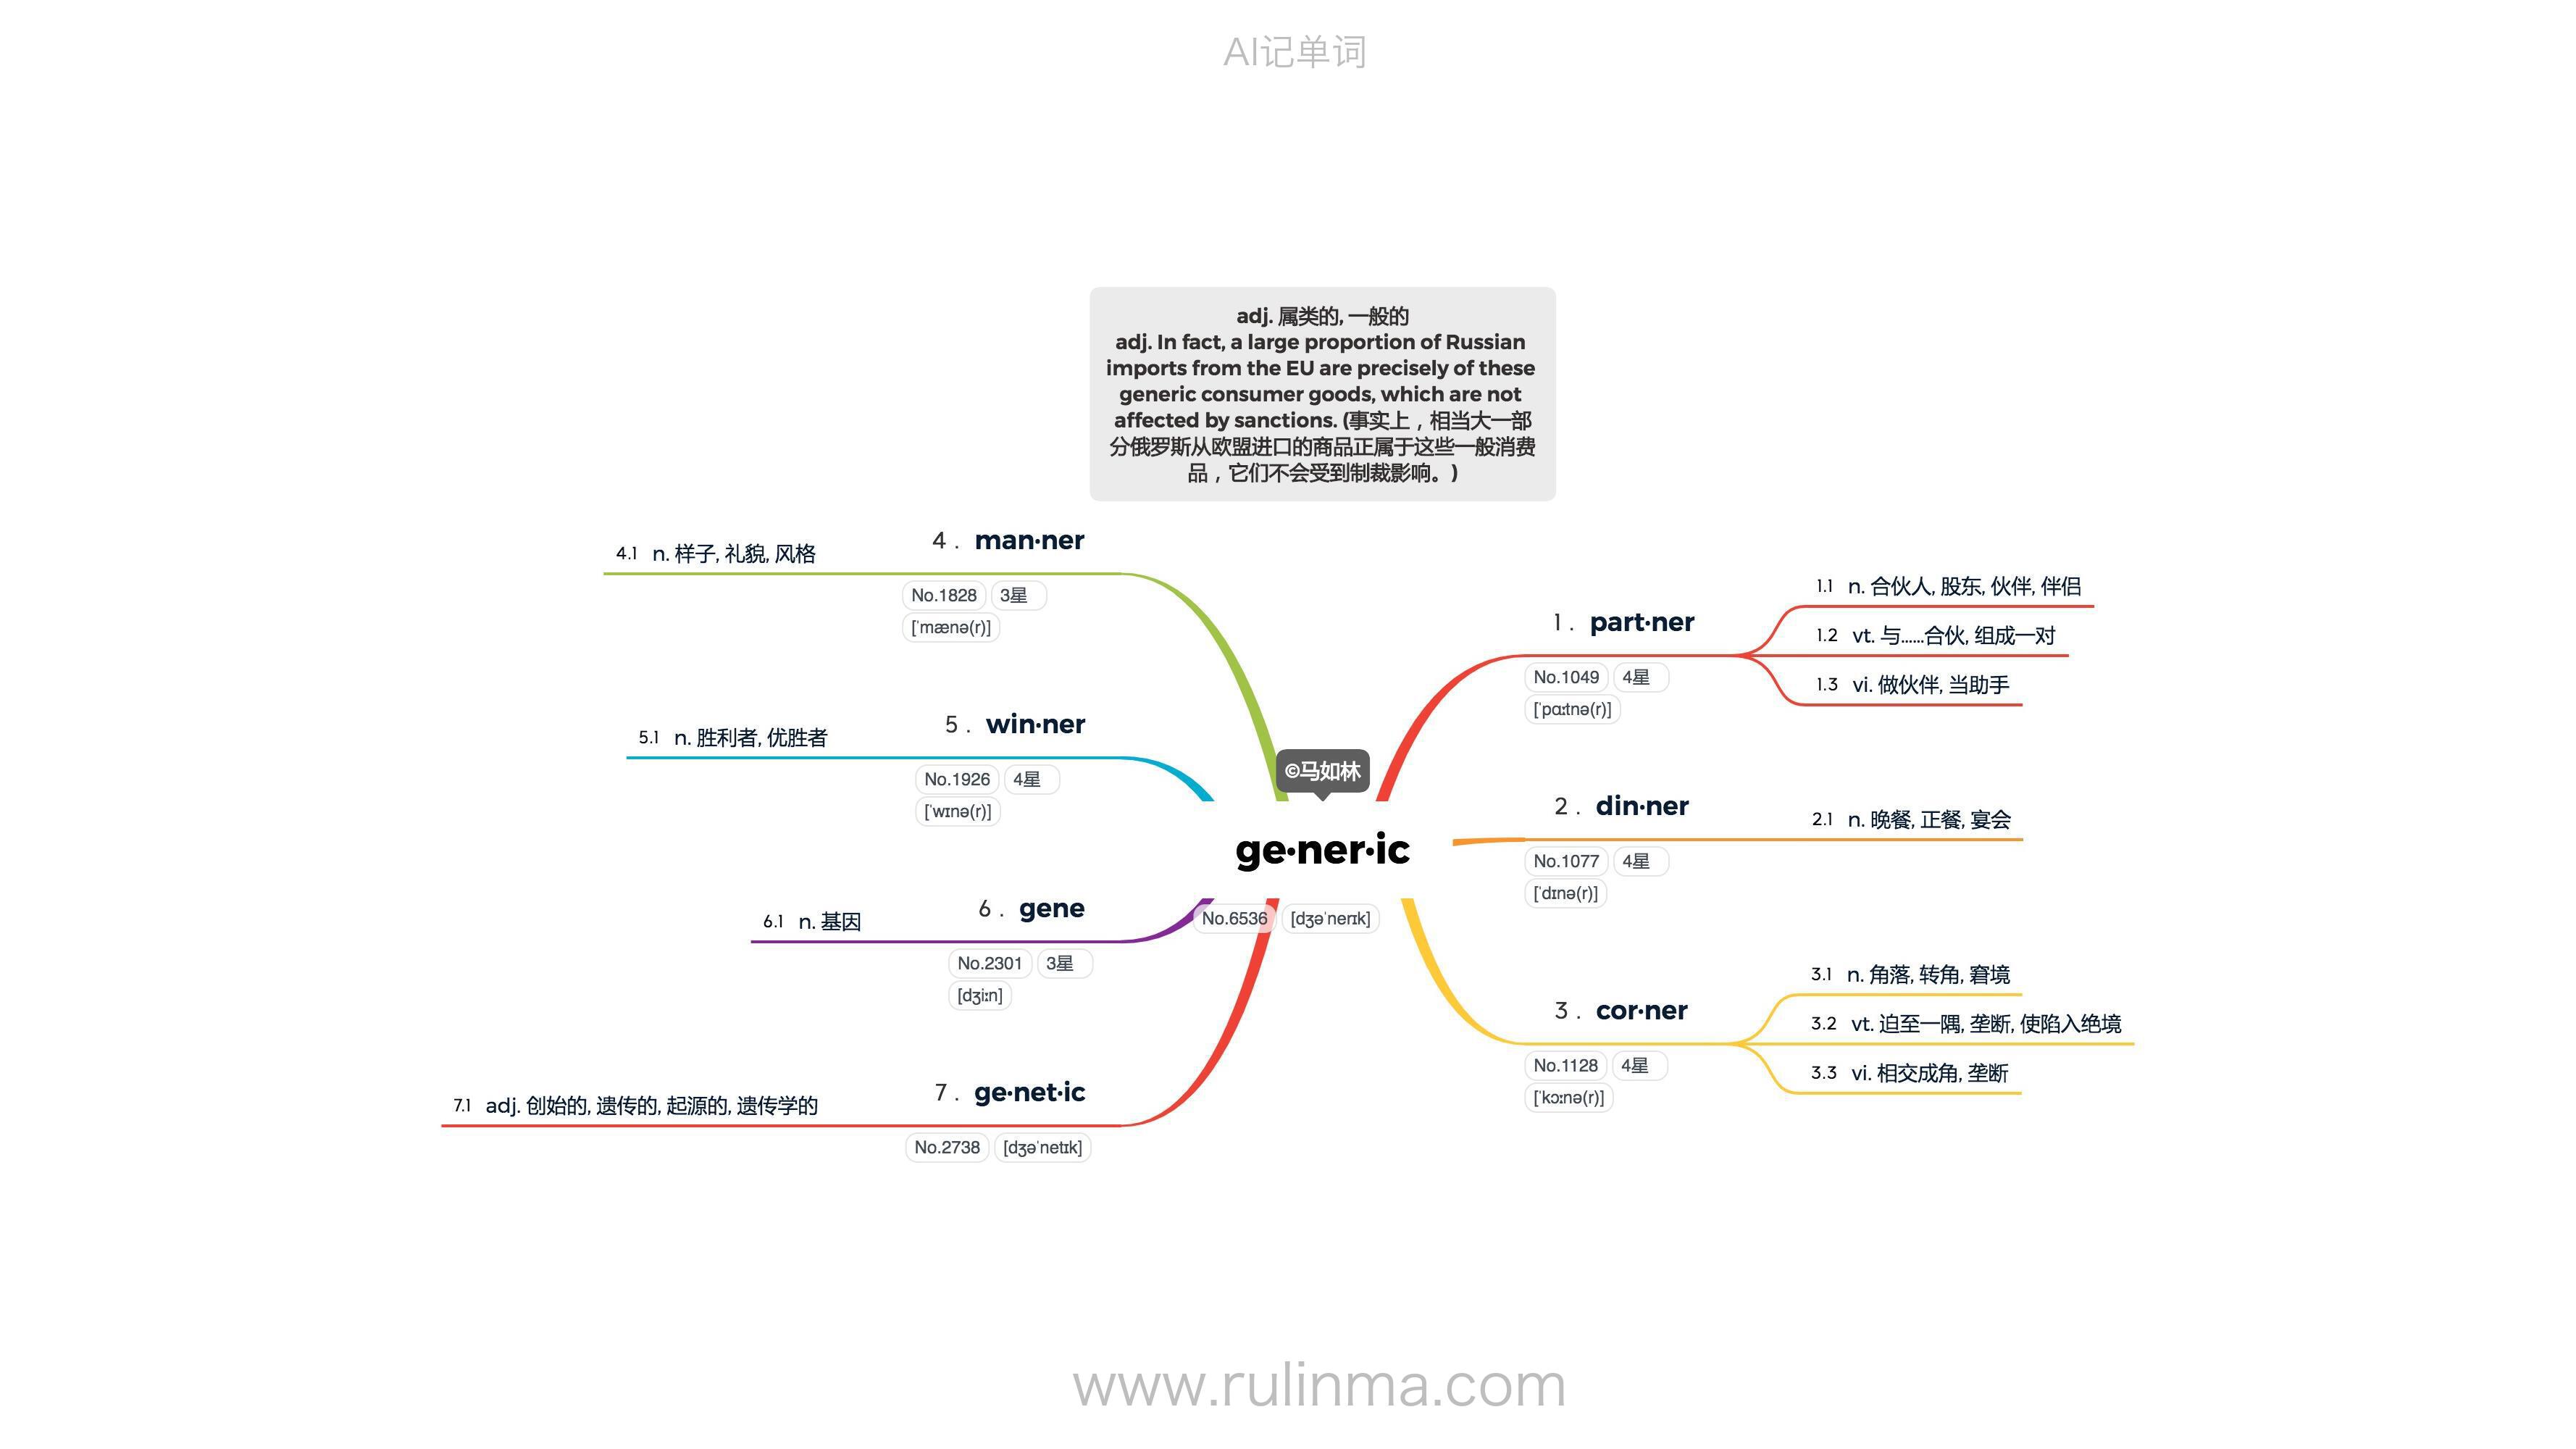 AI记单词
adj. 属类的, 一般的
adj. In fact, a large proportion of Russian
imports from the EU are precisely of these
generic consumer goods, which are not
affected by sanctions. (事实上，相当大一部
分俄罗斯从欧盟进口的商品正属于这些一般消费
品，它们不会受到制裁影响。)
©马如林
ge·ner·ic
No.6536 [dʒəˈnerɪk]
1 . part·ner
No.1049 4星
[ˈpɑːtnə(r)]
1.1 n. 合伙人, 股东, 伙伴, 伴侣
1.2 vt. 与……合伙, 组成一对
1.3 vi. 做伙伴, 当助手
2 . din·ner
No.1077 4星
[ˈdɪnə(r)]
2.1 n. 晚餐, 正餐, 宴会
3 . cor·ner
No.1128 4星
[ˈkɔːnə(r)]
3.1 n. 角落, 转角, 窘境
3.2 vt. 迫至一隅, 垄断, 使陷入绝境
3.3 vi. 相交成角, 垄断
4 . man·ner
No.1828 3星
[ˈmænə(r)]
4.1 n. 样子, 礼貌, 风格
5 . win·ner
No.1926 4星
[ˈwɪnə(r)]
5.1 n. 胜利者, 优胜者
6 . gene
No.2301 3星
[dʒiːn]
6.1 n. 基因
7 . ge·net·ic
No.2738 [dʒəˈnetɪk]
7.1 adj. 创始的, 遗传的, 起源的, 遗传学的
www.rulinma.com